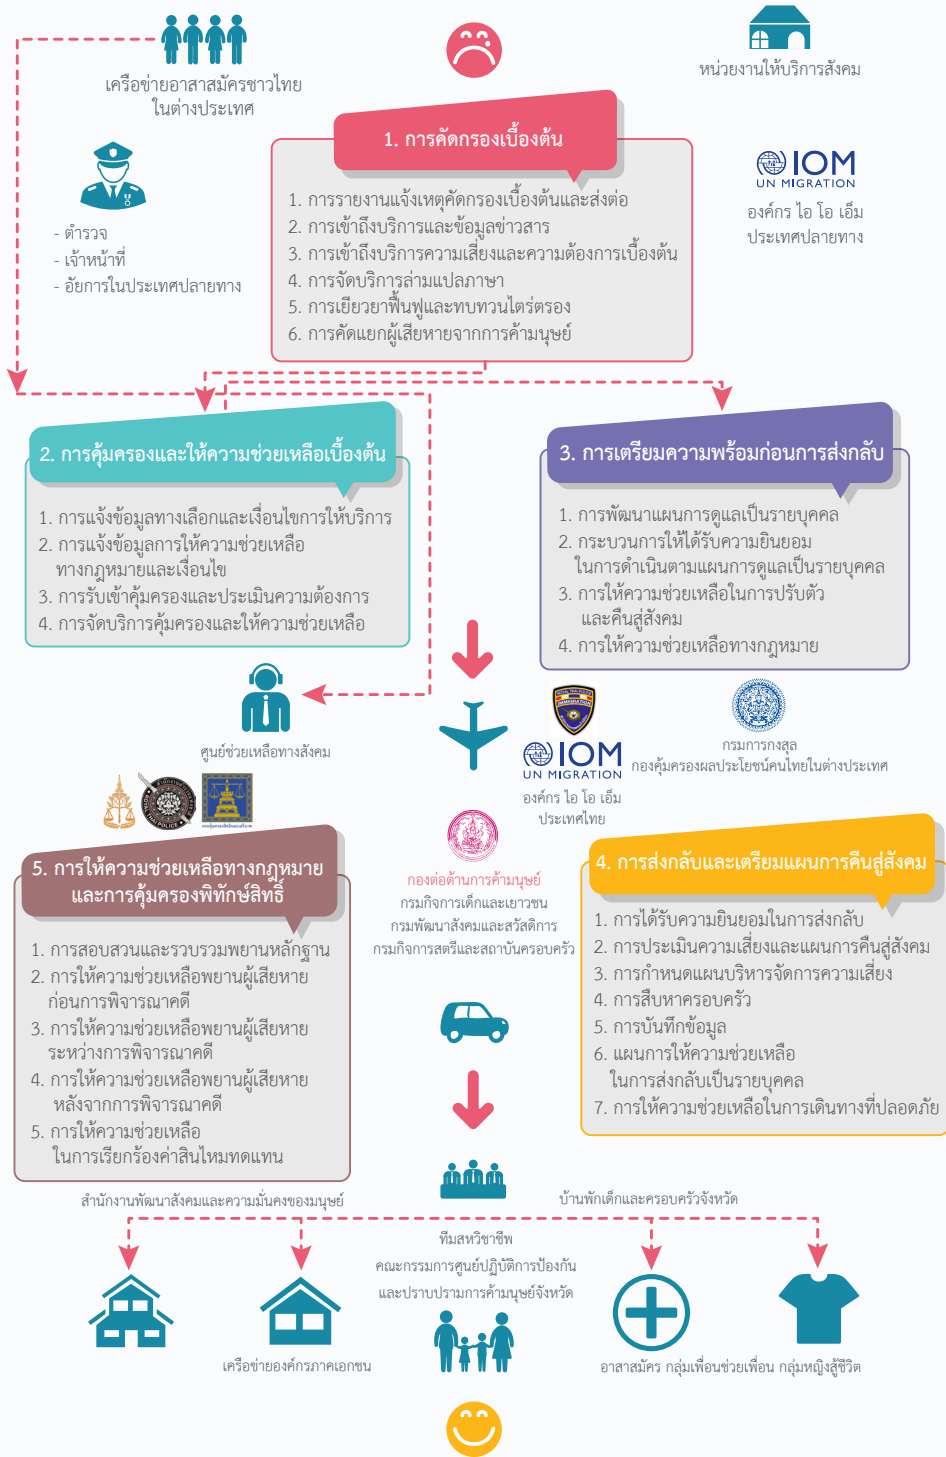 เครือข่ายอาสาสมัครชาวไทย
ในต่างประเทศ
หน่วยงานให้บริการสังคม
1. การคัดกรองเบื้องต้น
1. การรายงานแจ้งเหตุคัดกรองเบื้องต้นและส่งต่อ
2. การเข้าถึงบริการและข้อมูลข่าวสาร
3. การเข้าถึงบริการความเสี่ยงและความต้องการเบื้องต้น
4. การจัดบริการล่ามแปลภาษา
5. การเยียวยาฟื้นฟูและทบทวนไตร่ตรอง
6. การคัดแยกผู้เสียหายจากการค้ามนุษย์
- ตำรวจ
- เจ้าหน้าที่
- อัยการในประเทศปลายทาง
IOM
UN MIGRATION
องค์กร ไอ โอ เอ็ม
ประเทศปลายทาง
2. การคุ้มครองและให้ความช่วยเหลือเบื้องต้น
1. การแจ้งข้อมูลทางเลือกและเงื่อนไขการให้บริการ
2. การแจ้งข้อมูลการให้ความช่วยเหลือ
ทางกฎหมายและเงื่อนไข
3. การรับเข้าคุ้มครองและประเมินความต้องการ
4. การจัดบริการคุ้มครองและให้ความช่วยเหลือ
3. การเตรียมความพร้อมก่อนการส่งกลับ
1. การพัฒนาแผนการดูแลเป็นรายบุคคล
2. กระบวนการให้ได้รับความยินยอม
ในการดำเนินตามแผนการดูแลเป็นรายบุคคล
3. การให้ความช่วยเหลือในการปรับตัว
และคืนสู่สังคม
4. การให้ความช่วยเหลือทางกฎหมาย
ศูนย์ช่วยเหลือทางสังคม
IMMIGRATION
IOM
UN MIGRATION
องค์กร ไอ โอ เอ็ม
ประเทศไทย
กรมการกงสุล
กองคุ้มครองผลประโยชน์คนไทยในต่างประเทศ
กองต่อต้านการค้ามนุษย์
กรมกิจการเด็กและเยาวชน
กรมพัฒนาสังคมและสวัสดิการ
กรมกิจการสตรีและสถาบันครอบครัว
5. การให้ความช่วยเหลือทางกฎหมาย
และการคุ้มครองพิทักษ์สิทธิ์
1. การสอบสวนและรวบรวมพยานหลักฐาน
2. การให้ความช่วยเหลือพยานผู้เสียหาย
ก่อนการพิจารณาคดี
3. การให้ความช่วยเหลือพยานผู้เสียหาย
ระหว่างการพิจารณาคดี
4. การให้ความช่วยเหลือพยานผู้เสียหาย
หลังจากการพิจารณาคดี
5. การให้ความช่วยเหลือ
ในการเรียกร้องค่าสินไหมทดแทน
4. การส่งกลับและเตรียมแผนการคืนสู่สังคม
1. การได้รับความยินยอมในการส่งกลับ
2. การประเมินความเสี่ยงและแผนการคืนสู่สังคม
3. การกำหนดแผนบริหารจัดการความเสี่ยง
4. การสืบหาครอบครัว
5. การบันทึกข้อมูล
6. แผนการให้ความช่วยเหลือ
ในการส่งกลับเป็นรายบุคคล
7. การให้ความช่วยเหลือในการเดินทางที่ปลอดภัย
สำนักงานพัฒนาสังคมและความมั่นคงของมนุษย์
บ้านพักเด็กและครอบครัวจังหวัด
ทีมสหวิชาชีพ
คณะกรรมการศูนย์ปฏิบัติการป้องกัน
และปราบปรามการค้ามนุษย์จังหวัด
เครือข่ายองค์กรภาคเอกชน
อาสาสมัคร กลุ่มเพื่อนช่วยเพื่อน กลุ่มหญิงสู้ชีวิต